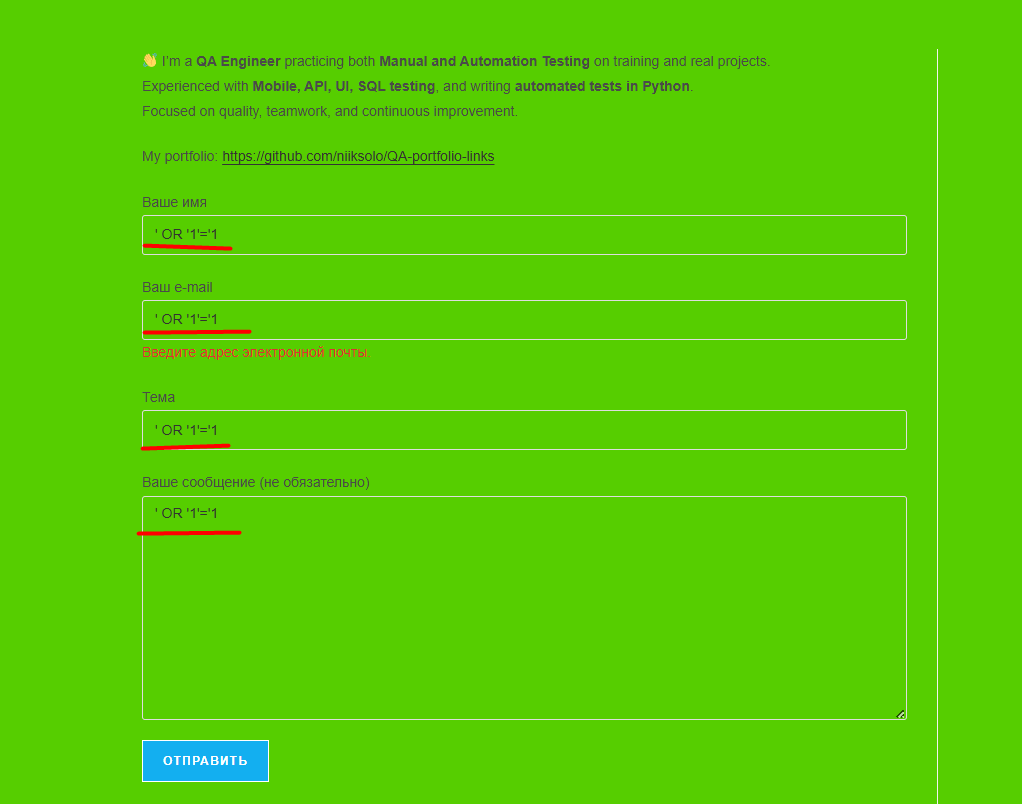 👋 I'm a QA Engineer practicing both Manual and Automation Testing on training and real projects.
Experienced with Mobile, API, UI, SQL testing, and writing automated tests in Python.
Focused on quality, teamwork, and continuous improvement.
My portfolio: https://github.com/niiksolo/QA-portfolio-links
Ваше имя
' OR '1'='1
Ваш e-mail
' OR '1'='1
Введите адрес электронной почты.
Тема
' OR '1'='1
Ваше сообщение (не обязательно)
' OR '1'='1
ОТПРАВИТЬ